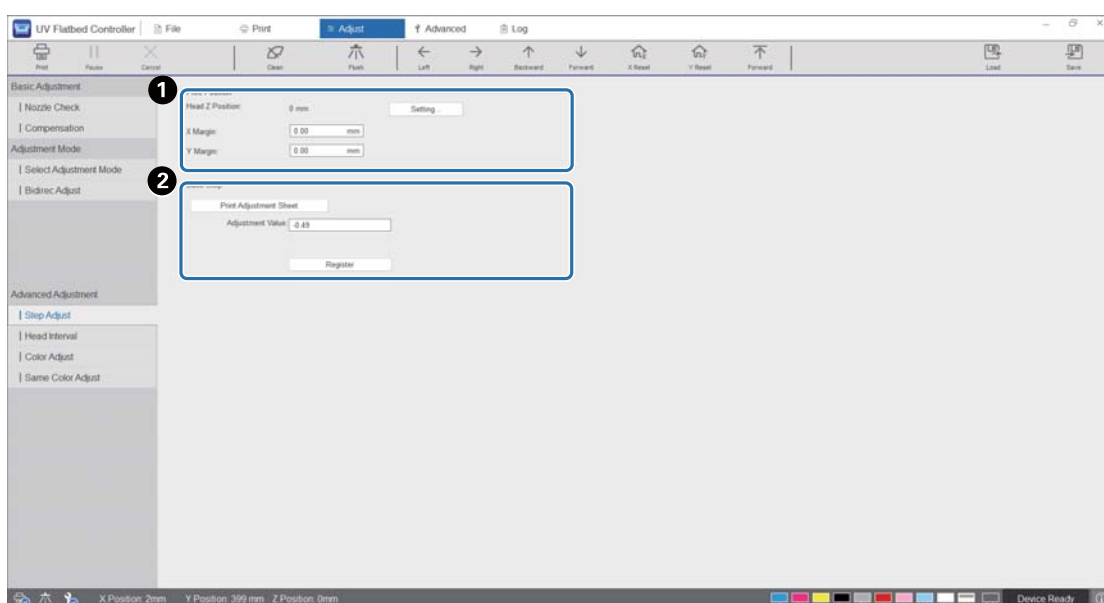 UV Flatbed Controller File Print Adjust Advanced Log
Print Pause Cancel Clean Flush Left Right Backward Forward X Reset Y Reset Forward Load Save
Basic Adjustment
Nozzle Check
Compensation
Adjustment Mode
Select Adjustment Mode
Bidirec Adjust
Advanced Adjustment
Step Adjust
Head Interval
Color Adjust
Same Color Adjust
1
Head Z Position: 0 mm Setting...
X Margin: 0.00 mm
Y Margin: 0.00 mm
2
Print Adjustment Sheet
Adjustment Value: -0.49
Register
X Position: 2mm Y Position: 399 mm Z Position: 0mm Device Ready